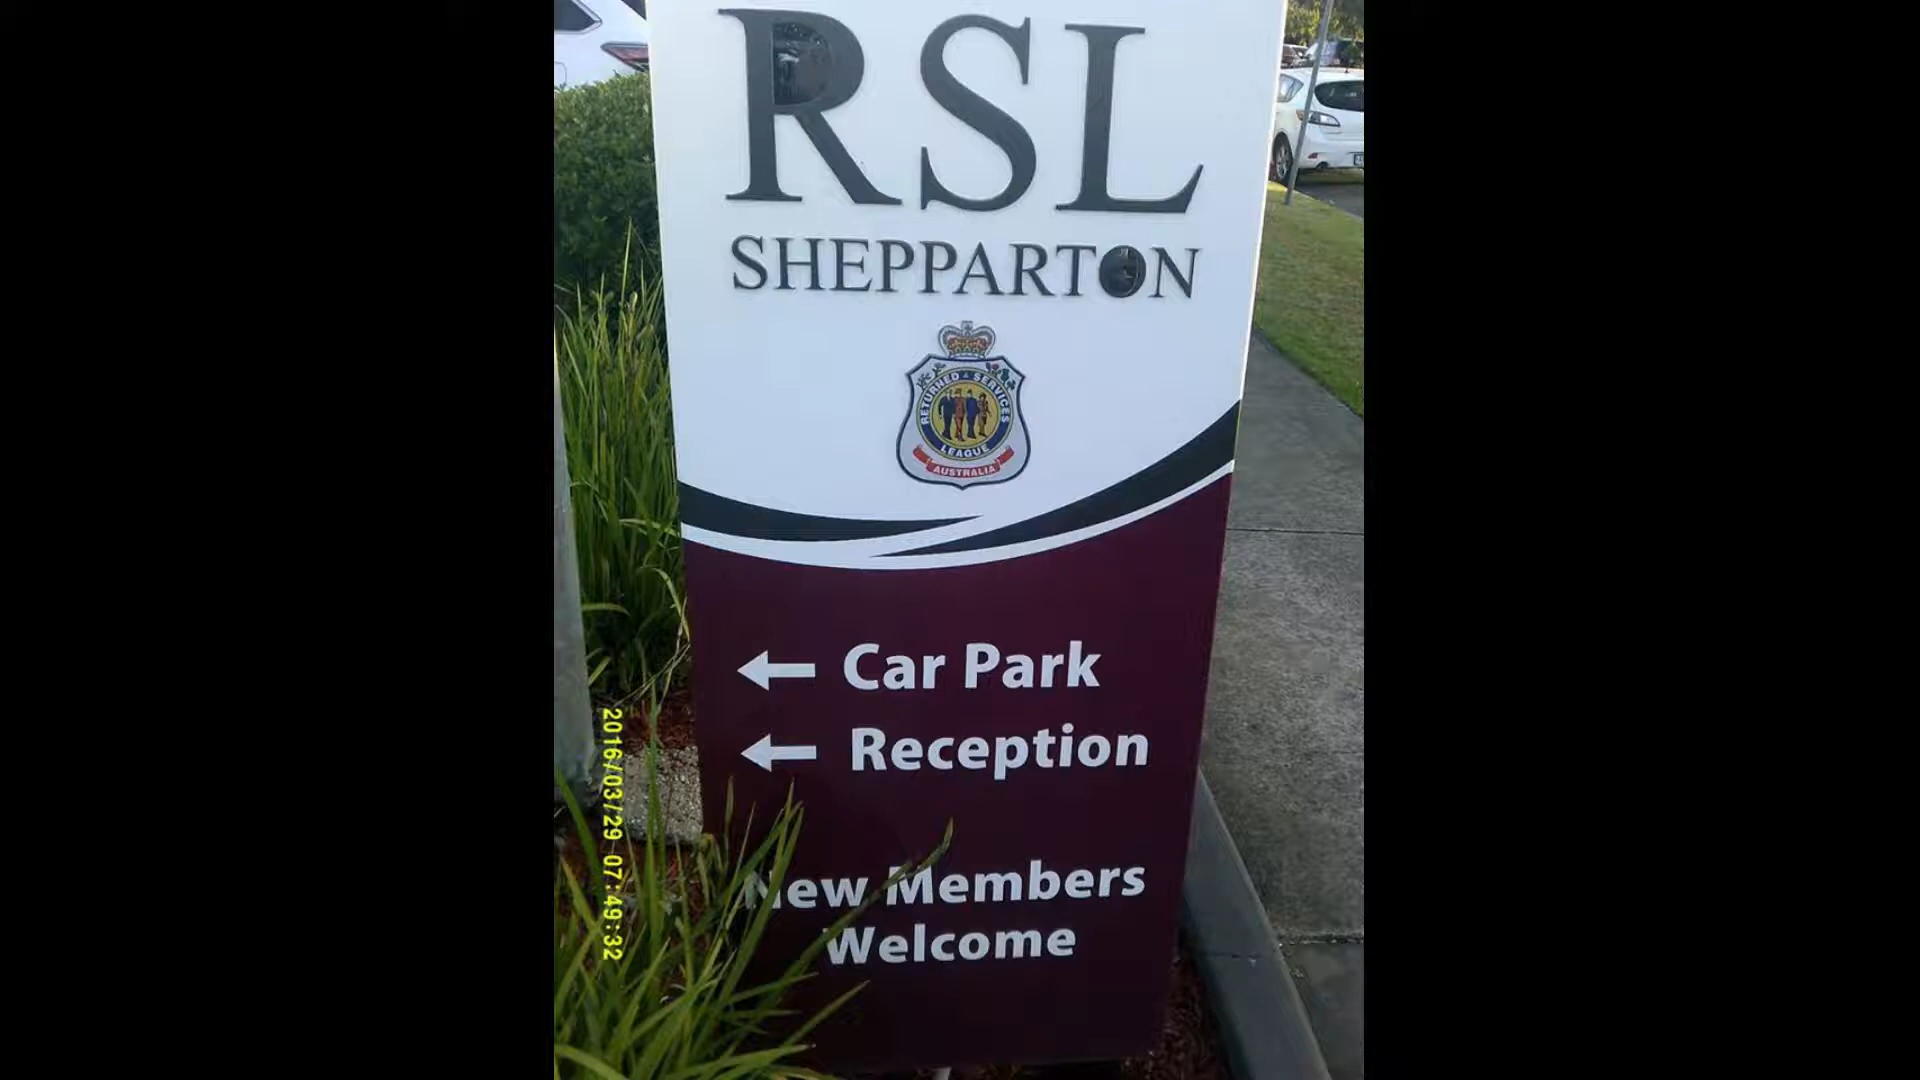 RSL
SHEPPARTON
RETURNED & SERVICES
LEAGUE
AUSTRALIA
Car Park
Reception
New Members
Welcome
2016/03/29 07:49:32